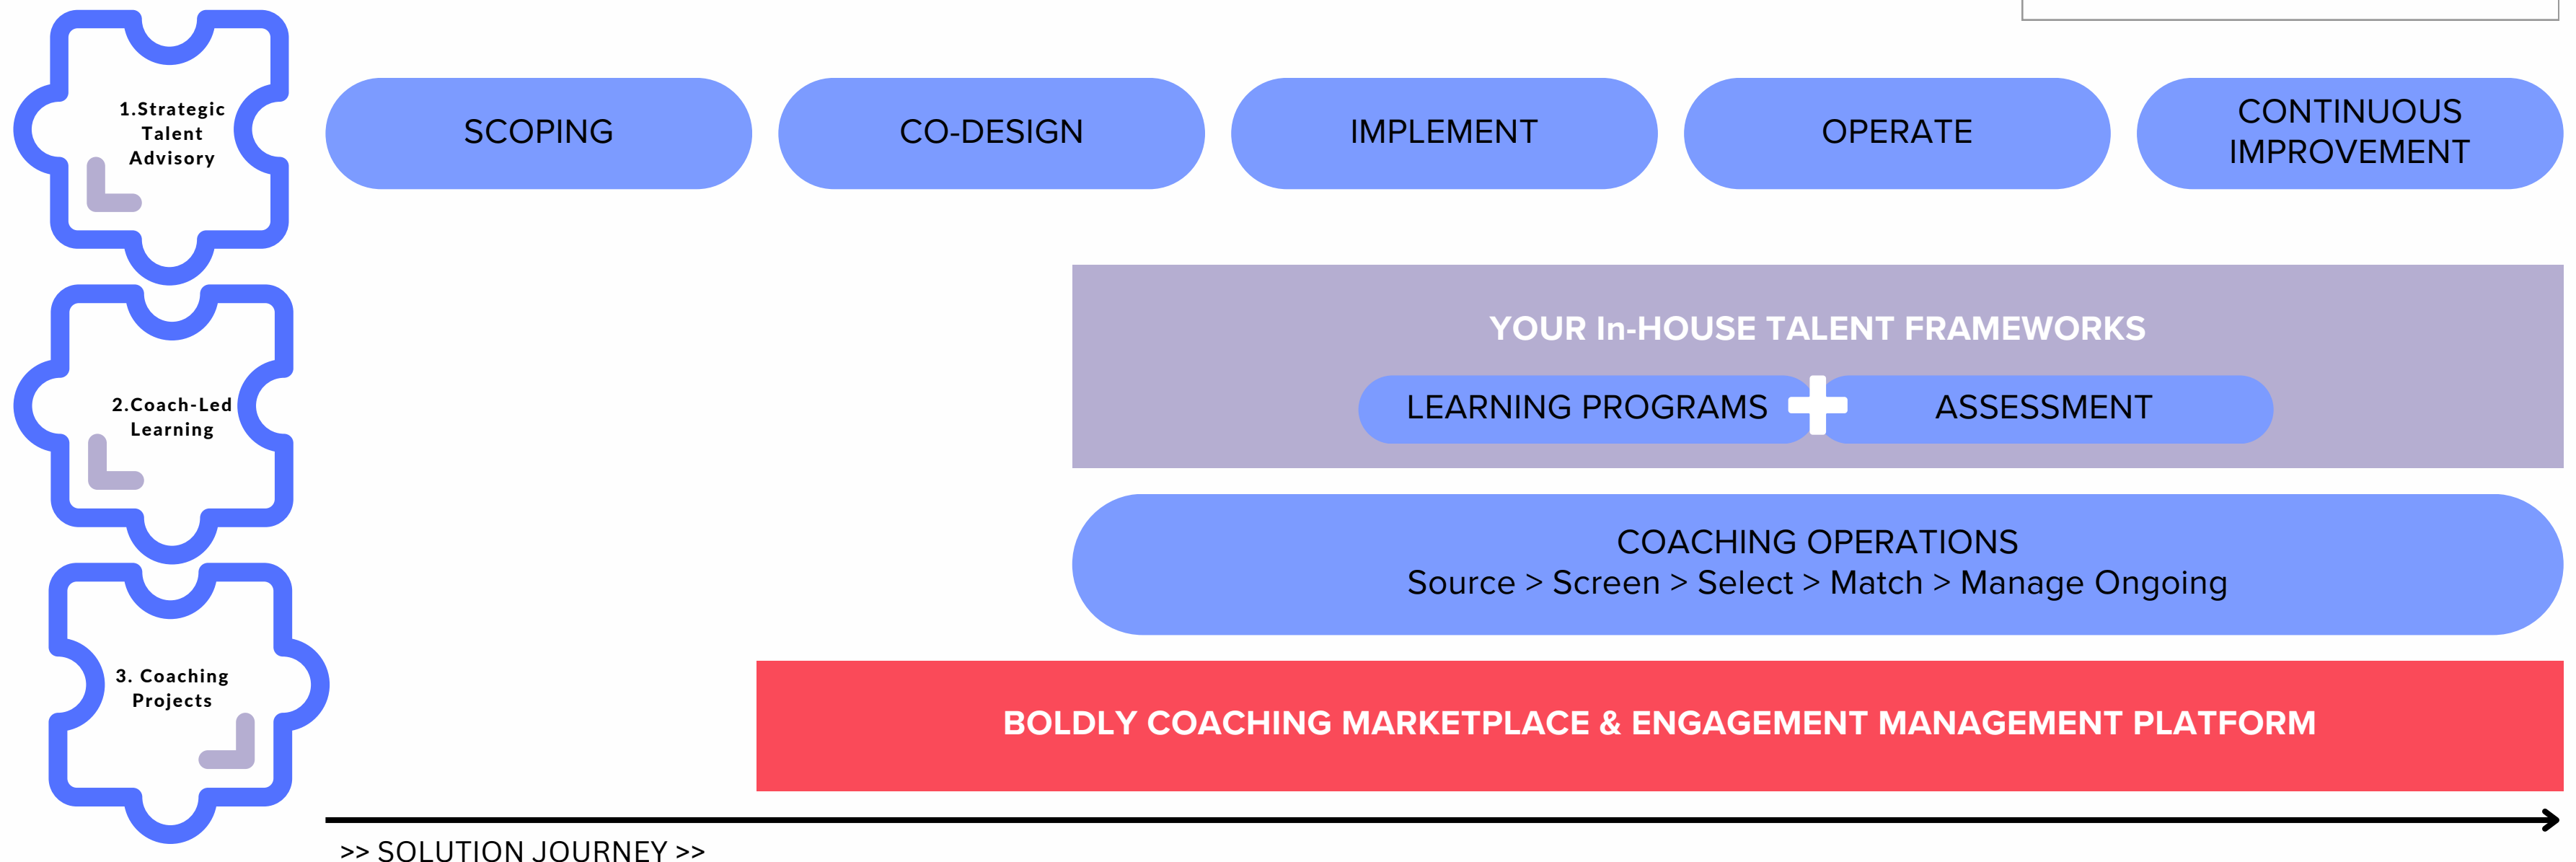 1.Strategic
Talent
Advisory
SCOPING
CO-DESIGN
IMPLEMENT
OPERATE
CONTINUOUS
IMPROVEMENT
2.Coach-Led
Learning
YOUR In-HOUSE TALENT FRAMEWORKS
LEARNING PROGRAMS
ASSESSMENT
COACHING OPERATIONS
Source > Screen > Select > Match > Manage Ongoing
3. Coaching
Projects
BOLDLY COACHING MARKETPLACE & ENGAGEMENT MANAGEMENT PLATFORM
>> SOLUTION JOURNEY >>